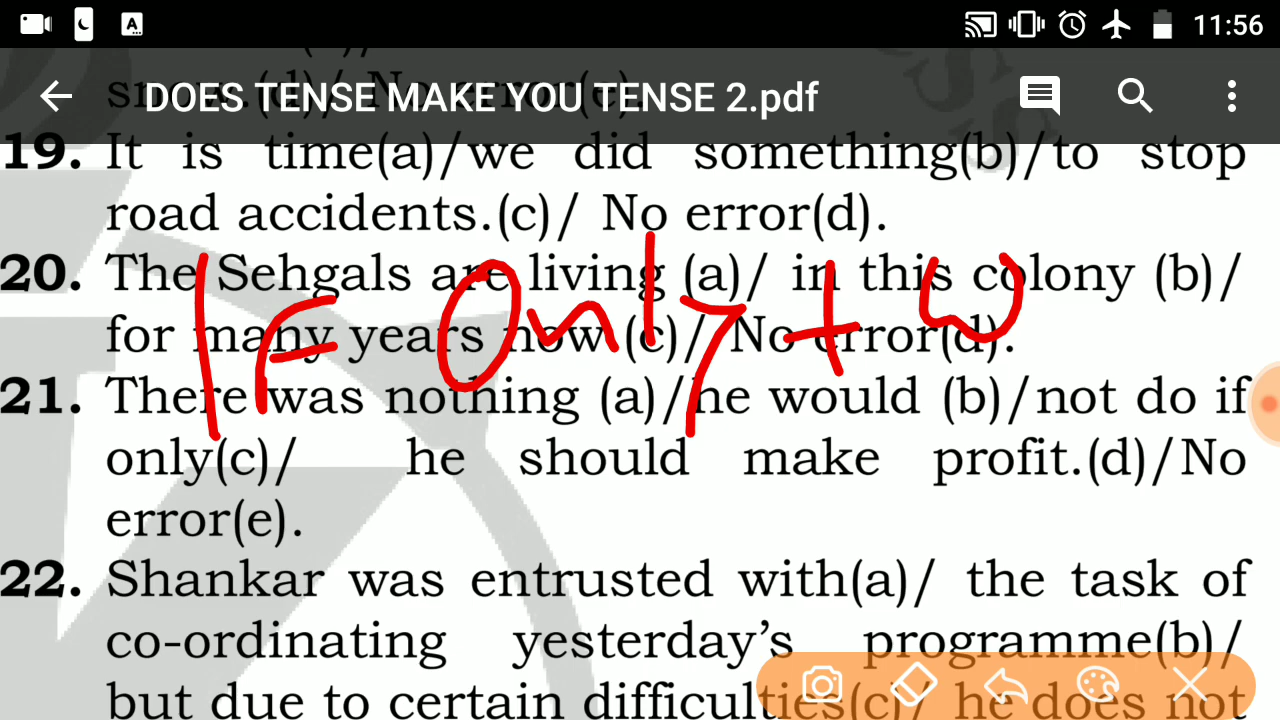 11:56
DOES TENSE MAKE YOU TENSE 2.pdf
19. It is time(a)/we did something(b)/to stop
road accidents.(c)/ No error(d).
20. The Sehgals are living (a)/ in this colony (b)/
for many years now (c)/ No error(d).
IF Only + W
21. There was nothing (a)/he would (b)/not do if
only(c)/ he should make profit.(d)/No
error(e).
22. Shankar was entrusted with(a)/ the task of
co-ordinating yesterday's programme(b)/
but due to certain difficulties(c)/ he does not